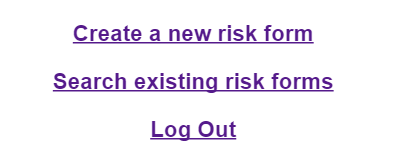 Create a new risk form
Search existing risk forms
Log Out